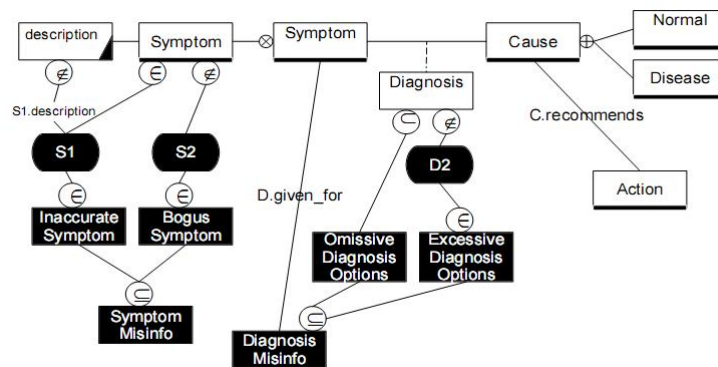 description
Symptom
Symptom
Cause
Normal
Disease
Diagnosis
S1.description
C.recommends
S1
S2
D2
D.given_for
Action
Inaccurate
Symptom
Bogus
Symptom
Omissive
Diagnosis
Options
Excessive
Diagnosis
Options
Symptom
Misinfo
Diagnosis
Misinfo